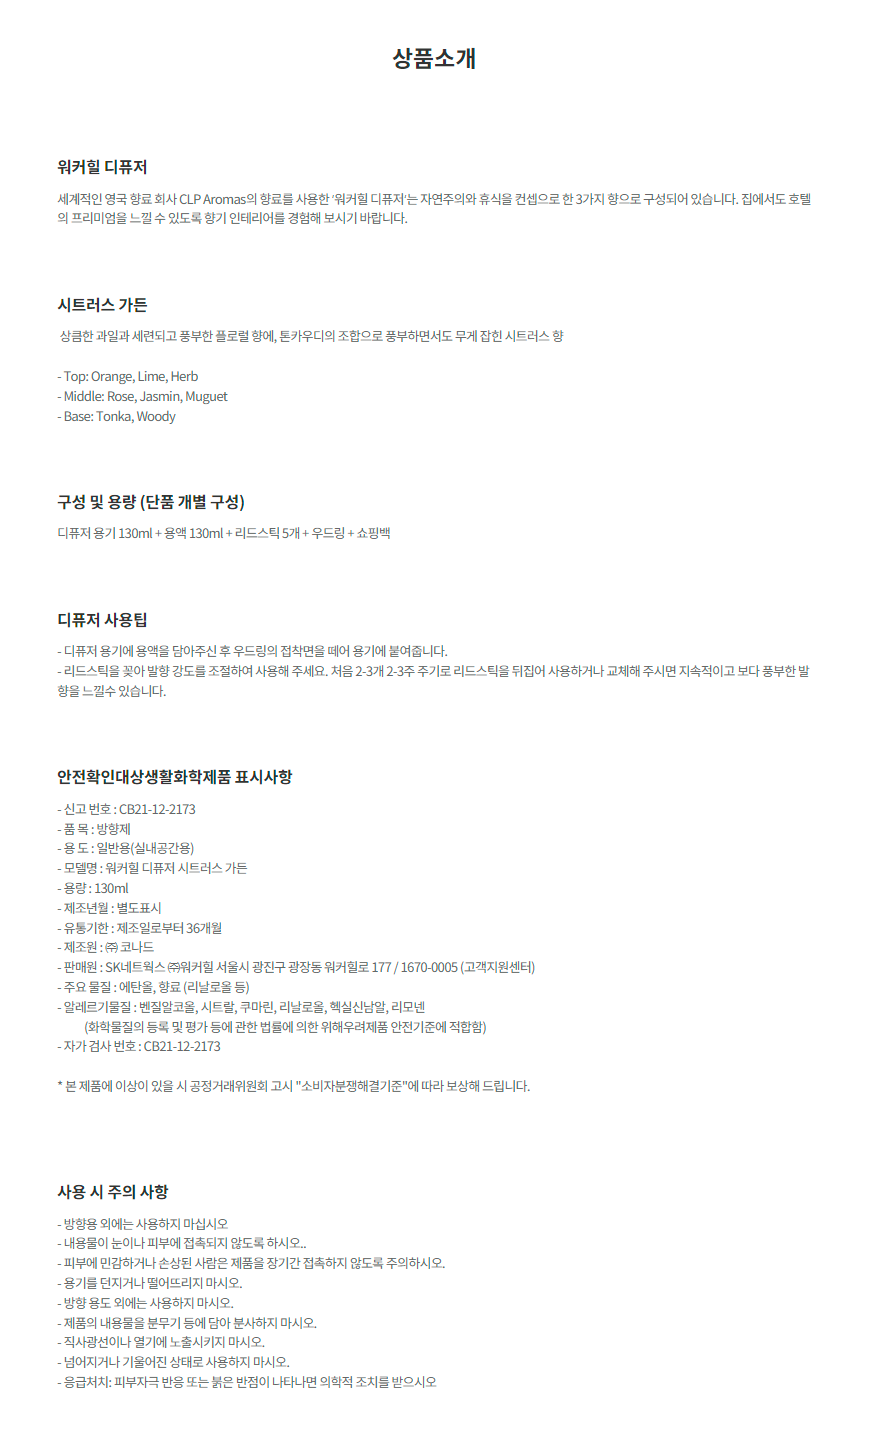 상품소개
워커힐 디퓨저
세계적인 영국 향료 회사 CLP Aromas의 향료를 사용한 ‘워커힐 디퓨저’는 자연주의와 휴식을 컨셉으로 한 3가지 향으로 구성되어 있습니다. 집에서도 호텔
의 프리미엄을 느낄 수 있도록 향기 인테리어를 경험해 보시기 바랍니다.
시트러스 가든
상큼한 과일과 세련되고 풍부한 플로럴 향에, 톤카우디의 조합으로 풍부하면서도 무게 잡힌 시트러스 향
- Top: Orange, Lime, Herb
- Middle: Rose, Jasmin, Muguet
- Base: Tonka, Woody
구성 및 용량 (단품 개별 구성)
디퓨저 용기 130ml + 용액 130ml + 리드스틱 5개 + 우드링 + 쇼핑백
디퓨저 사용팁
- 디퓨저 용기에 용액을 담아주신 후 우드링의 접착면을 떼어 용기에 붙여줍니다.
- 리드스틱을 꽂아 발향 강도를 조절하여 사용해 주세요. 처음 2-3개 2-3주 주기로 리드스틱을 뒤집어 사용하거나 교체해 주시면 지속적이고 보다 풍부한 발
향을 느낄수 있습니다.
안전확인대상생활화학제품 표시사항
- 신고 번호 : CB21-12-2173
- 품 목 : 방향제
- 용 도 : 일반용(실내공간용)
- 모델명 : 워커힐 디퓨저 시트러스 가든
- 용량 : 130ml
- 제조년월 : 별도표시
- 유통기한 : 제조일로부터 36개월
- 제조원 : ㈜ 코나드
- 판매원 : SK네트웍스 ㈜워커힐 서울시 광진구 광장동 워커힐로 177 / 1670-0005 (고객지원센터)
- 주요 물질 : 에탄올, 향료 (리날로올 등)
- 알레르기물질 : 벤질알코올, 시트랄, 쿠마린, 리날로올, 헥실신남알, 리모넨
(화학물질의 등록 및 평가 등에 관한 법률에 의한 위해우려제품 안전기준에 적합함)
- 자가 검사 번호 : CB21-12-2173
* 본 제품에 이상이 있을 시 공정거래위원회 고시 "소비자분쟁해결기준"에 따라 보상해 드립니다.
사용 시 주의 사항
- 방향용 외에는 사용하지 마십시오
- 내용물이 눈이나 피부에 접촉되지 않도록 하시오..
- 피부에 민감하거나 손상된 사람은 제품을 장기간 접촉하지 않도록 주의하시오.
- 용기를 던지거나 떨어뜨리지 마시오.
- 방향 용도 외에는 사용하지 마시오.
- 제품의 내용물을 분무기 등에 담아 분사하지 마시오.
- 직사광선이나 열기에 노출시키지 마시오.
- 넘어지거나 기울어진 상태로 사용하지 마시오.
- 응급처치: 피부자극 반응 또는 붉은 반점이 나타나면 의학적 조치를 받으시오